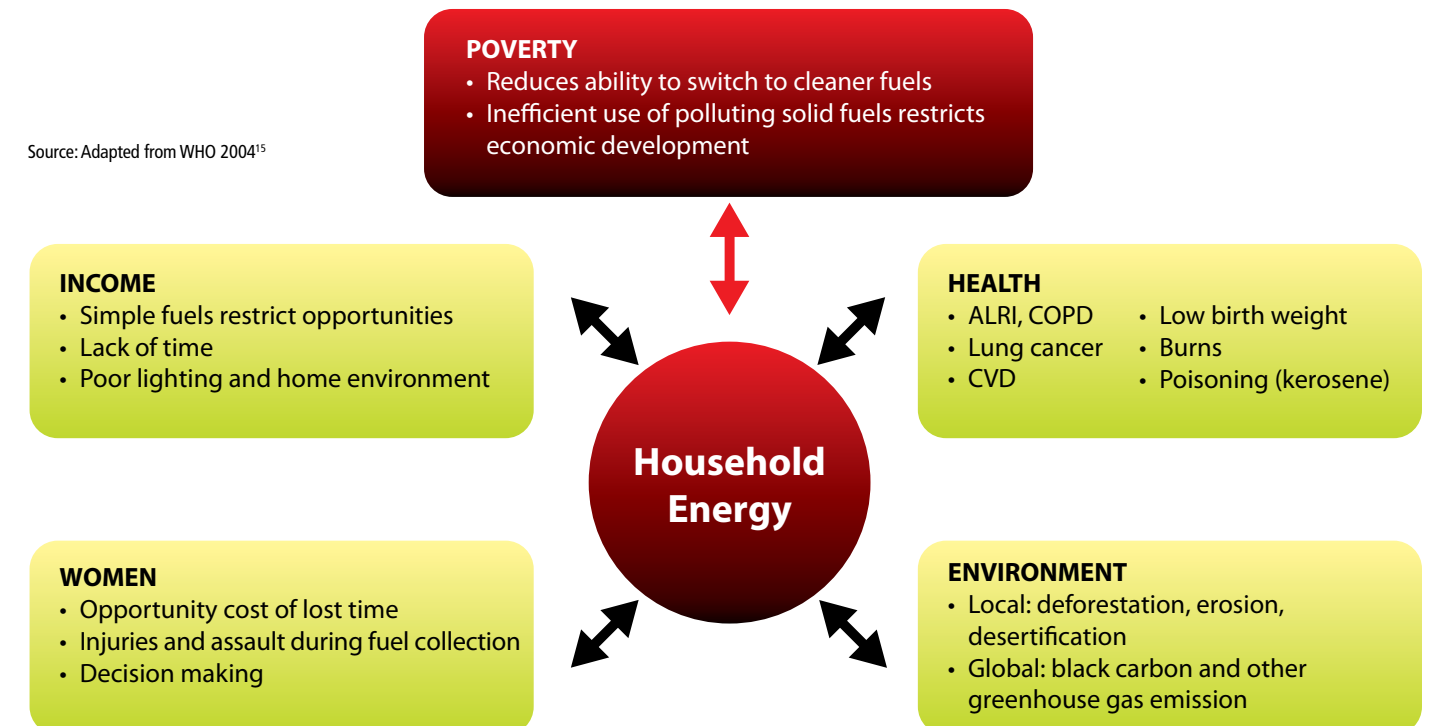 POVERTY
• Reduces ability to switch to cleaner fuels
• Inefficient use of polluting solid fuels restricts
economic development
Source: Adapted from WHO 2004¹⁵
INCOME
• Simple fuels restrict opportunities
• Lack of time
• Poor lighting and home environment
HEALTH
• ALRI, COPD
• Lung cancer
• CVD
• Low birth weight
• Burns
• Poisoning (kerosene)
Household
Energy
WOMEN
• Opportunity cost of lost time
• Injuries and assault during fuel collection
• Decision making
ENVIRONMENT
• Local: deforestation, erosion,
desertification
• Global: black carbon and other
greenhouse gas emission